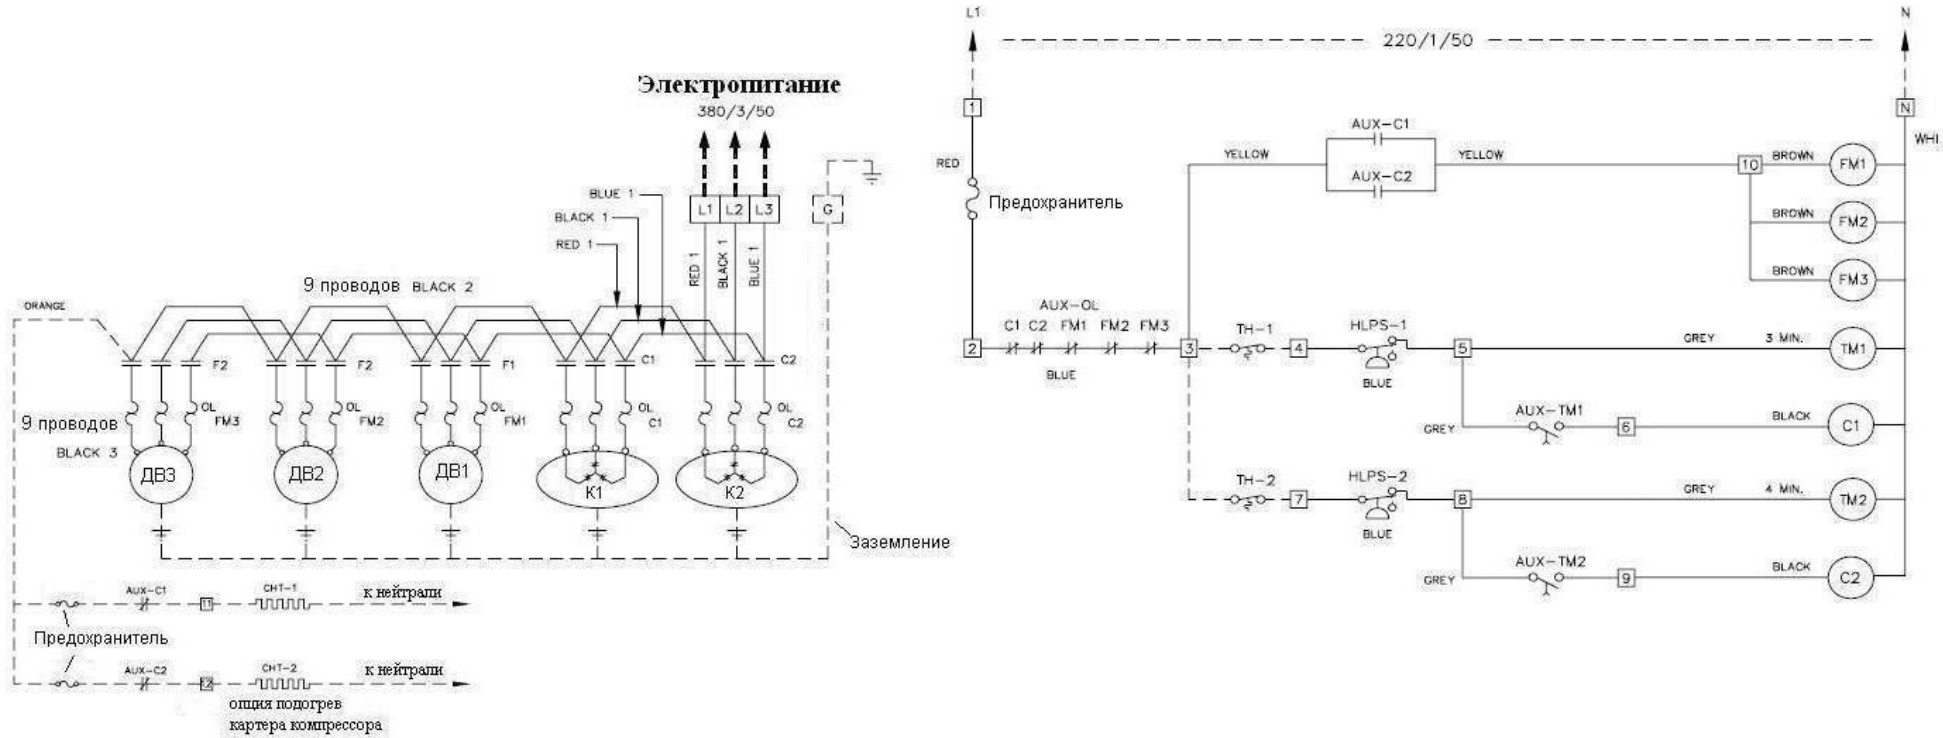 Электропитание
380/3/50
BLUE 1
BLACK 1
RED 1
L1 L2 L3
G
RED 1
BLACK 1
BLUE 1
9 проводов BLACK 2
ORANGE
F2
F2
F1
C1
C2
OL
FM3
OL
FM2
OL
FM1
OL
C1
OL
C2
9 проводов
BLACK 3
ДВ3
ДВ2
ДВ1
К1
К2
Заземление
AUX-C1
11
CHT-1
к нейтрали
Предохранитель
AUX-C2
12
CHT-2
к нейтрали
опция подогрев
картера компрессора
L1
N
220/1/50
1
N
WHI
RED
Предохранитель
YELLOW
AUX-C1
AUX-C2
YELLOW
10
BROWN
FM1
BROWN
FM2
BROWN
FM3
AUX-OL
C1 C2 FM1 FM2 FM3
2
BLUE
3
TH-1
4
HLPS-1
BLUE
5
GREY
3 MIN.
TM1
GREY
AUX-TM1
6
BLACK
C1
TH-2
7
HLPS-2
BLUE
8
GREY
4 MIN.
TM2
GREY
AUX-TM2
9
BLACK
C2